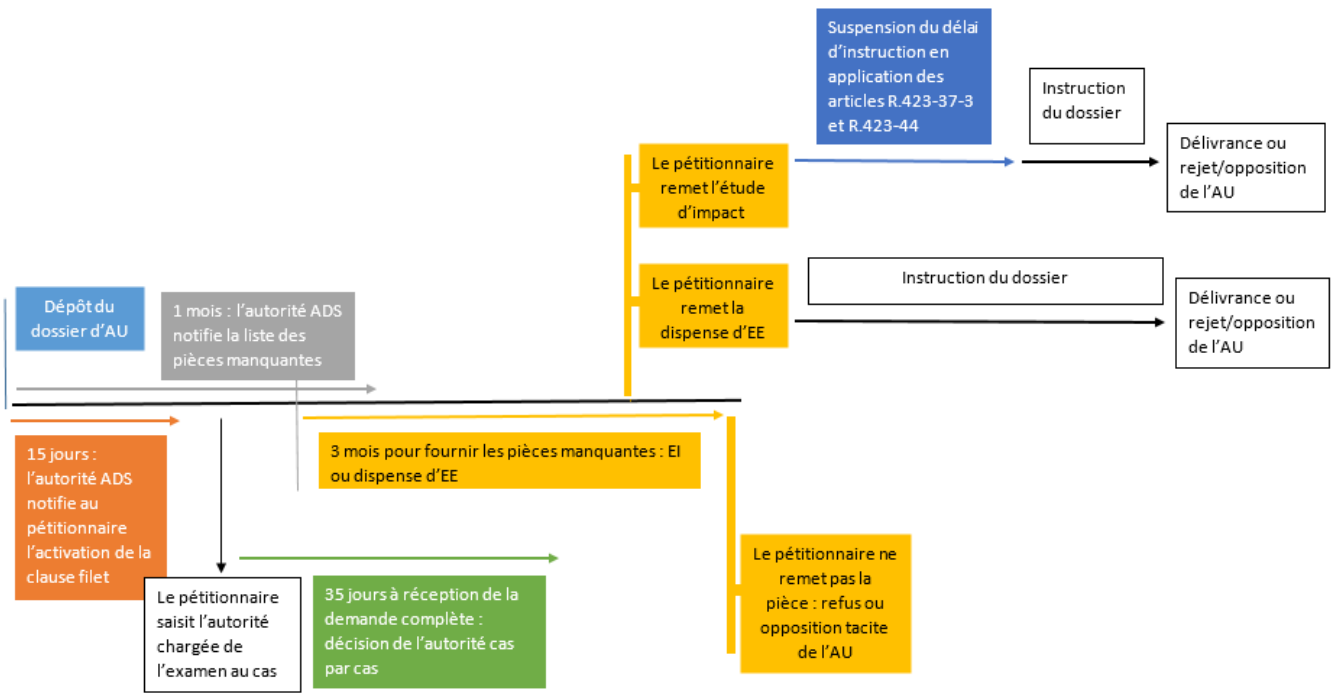 Suspension du délai
d’instruction en
application des
articles R.423-37-3
et R.423-44
Instruction
du dossier
Délivrance ou
rejet/opposition
de l’AU
Le pétitionnaire
remet l’étude
d’impact
Le pétitionnaire
remet la
dispense d’EE
Instruction du dossier
Délivrance ou
rejet/opposition
de l’AU
Dépôt du
dossier d’AU
1 mois : l’autorité ADS
notifie la liste des
pièces manquantes
15 jours :
l’autorité ADS
notifie au
pétitionnaire
l’activation de la
clause filet
3 mois pour fournir les pièces manquantes : EI
ou dispense d’EE
Le pétitionnaire
saisit l’autorité
chargée de
l’examen au cas
35 jours à réception de la
demande complète :
décision de l’autorité cas
par cas
Le pétitionnaire ne
remet pas la
pièce : refus ou
opposition tacite
de l’AU